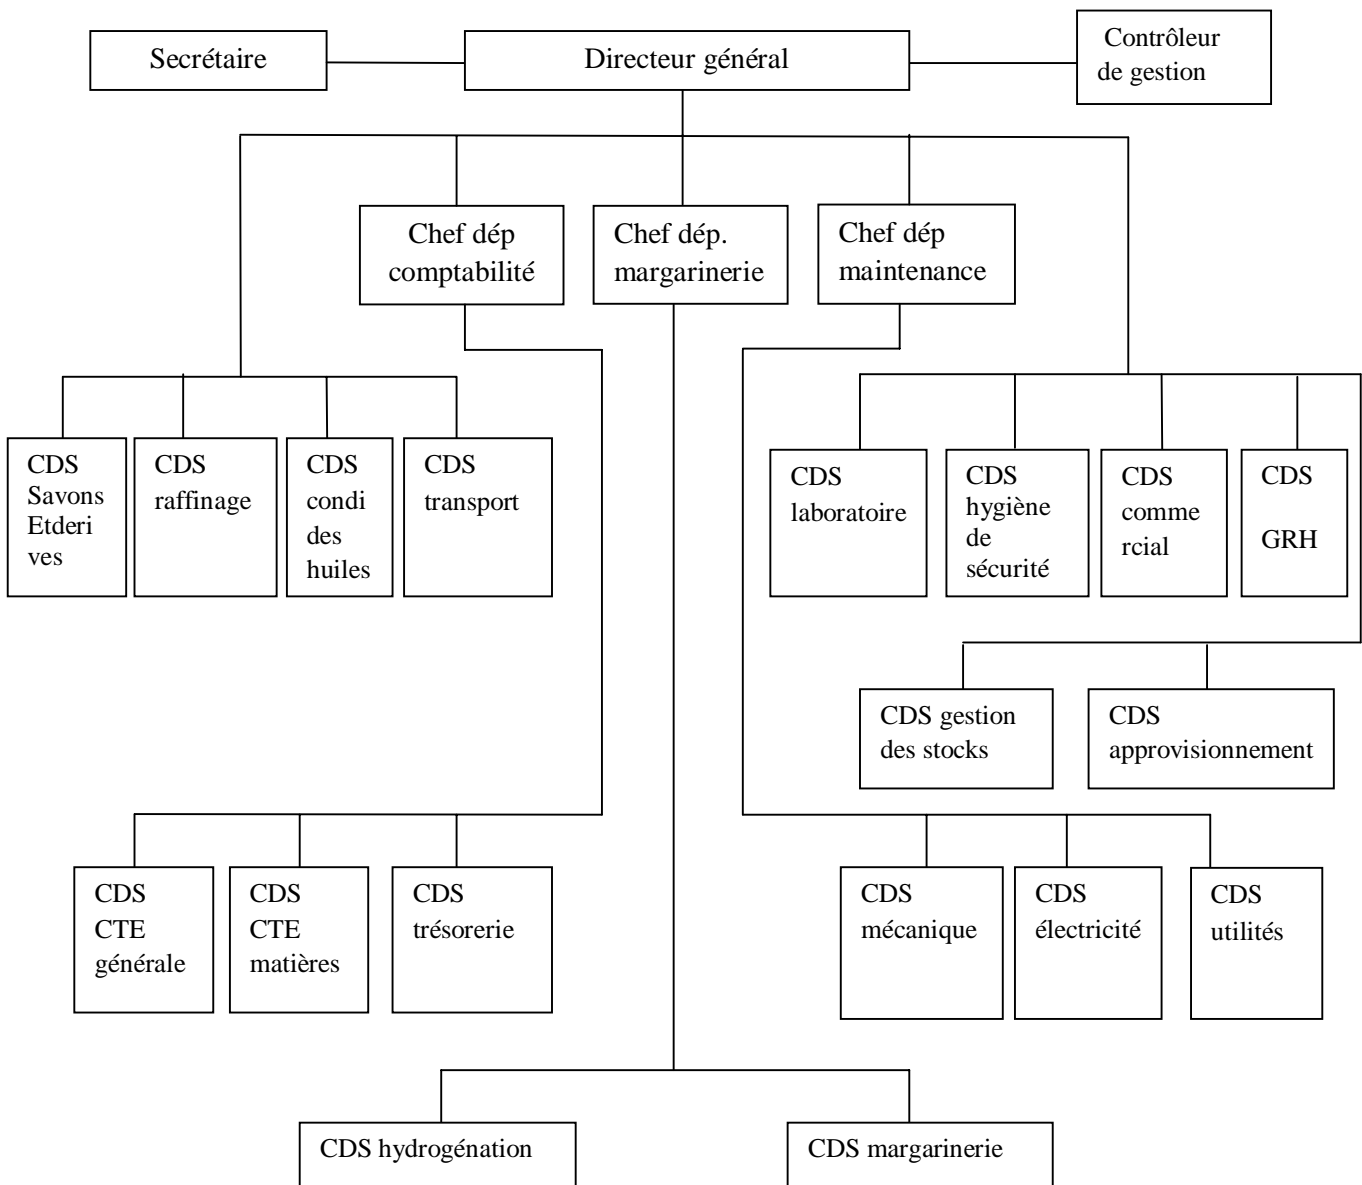 Secrétaire
Directeur général
Contrôleur
de gestion
Chef dép
comptabilité
Chef dép.
margarinerie
Chef dép
maintenance
CDS
Savons
Etderi
ves
CDS
raffinage
CDS
condi
des
huiles
CDS
transport
CDS
laboratoire
CDS
hygiène
de
sécurité
CDS
comme
rcial
CDS
GRH
CDS gestion
des stocks
CDS
approvisionnement
CDS
CTE
générale
CDS
CTE
matières
CDS
trésorerie
CDS
mécanique
CDS
électricité
CDS
utilités
CDS hydrogénation
CDS margarinerie